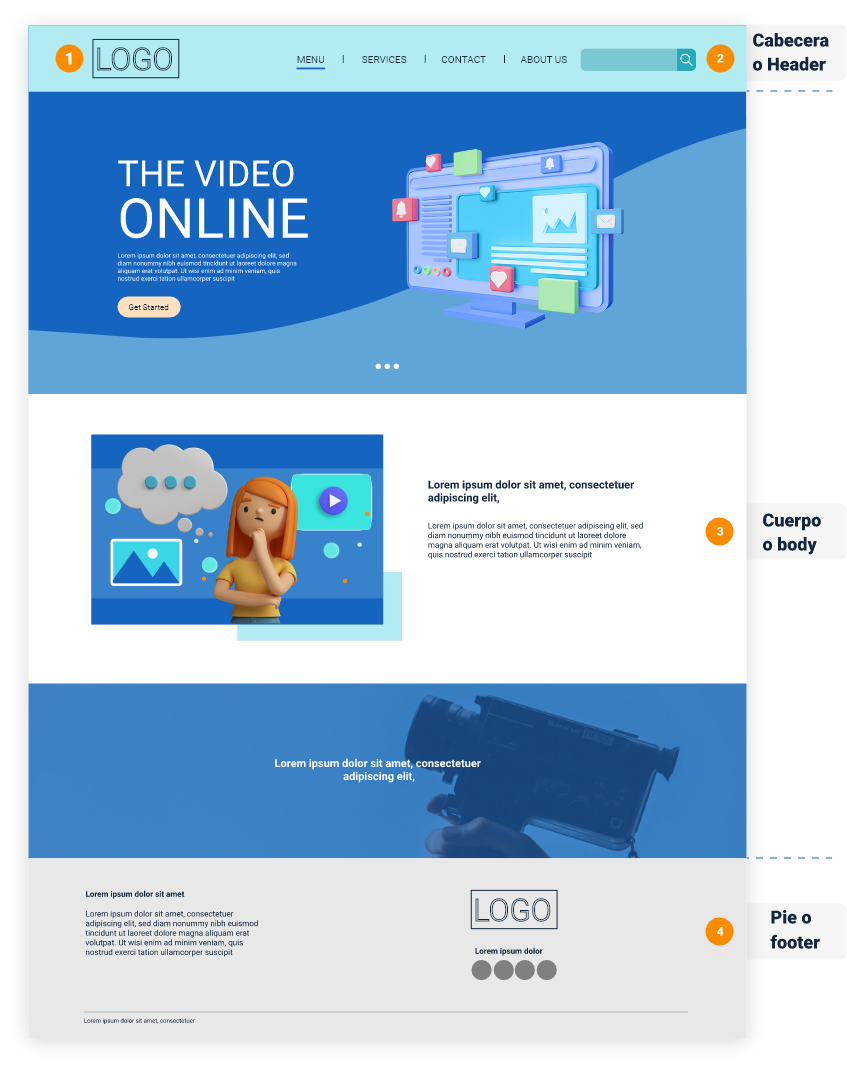 1
LOGO
MENU | SERVICES | CONTACT | ABOUT US
2
Cabecera
o Header
THE VIDEO
ONLINE
Lorem ipsum dolor sit amet, consectetuer adipiscing elit, sed
diam nonummy nibh euismod tincidunt ut laoreet dolore magna
aliquam erat volutpat. Ut wisi enim ad minim veniam, quis
nostrud exerci tation ullamcorper suscipit
Get Started
Lorem ipsum dolor sit amet, consectetuer
adipiscing elit,
Lorem ipsum dolor sit amet, consectetuer adipiscing elit, sed
diam nonummy nibh euismod tincidunt ut laoreet dolore
magna aliquam erat volutpat. Ut wisi enim ad minim veniam,
quis nostrud exerci tation ullamcorper suscipit
3
Cuerpo
o body
Lorem ipsum dolor sit amet, consectetuer
adipiscing elit,
Lorem ipsum dolor sit amet
Lorem ipsum dolor sit amet, consectetuer
adipiscing elit, sed diam nonummy nibh euismod
tincidunt ut laoreet dolore magna aliquam erat
volutpat. Ut wisi enim ad minim veniam, quis
nostrud exerci tation ullamcorper suscipit
LOGO
Lorem ipsum dolor
4
Pie o
footer
Lorem ipsum dolor sit amet, consectetuer